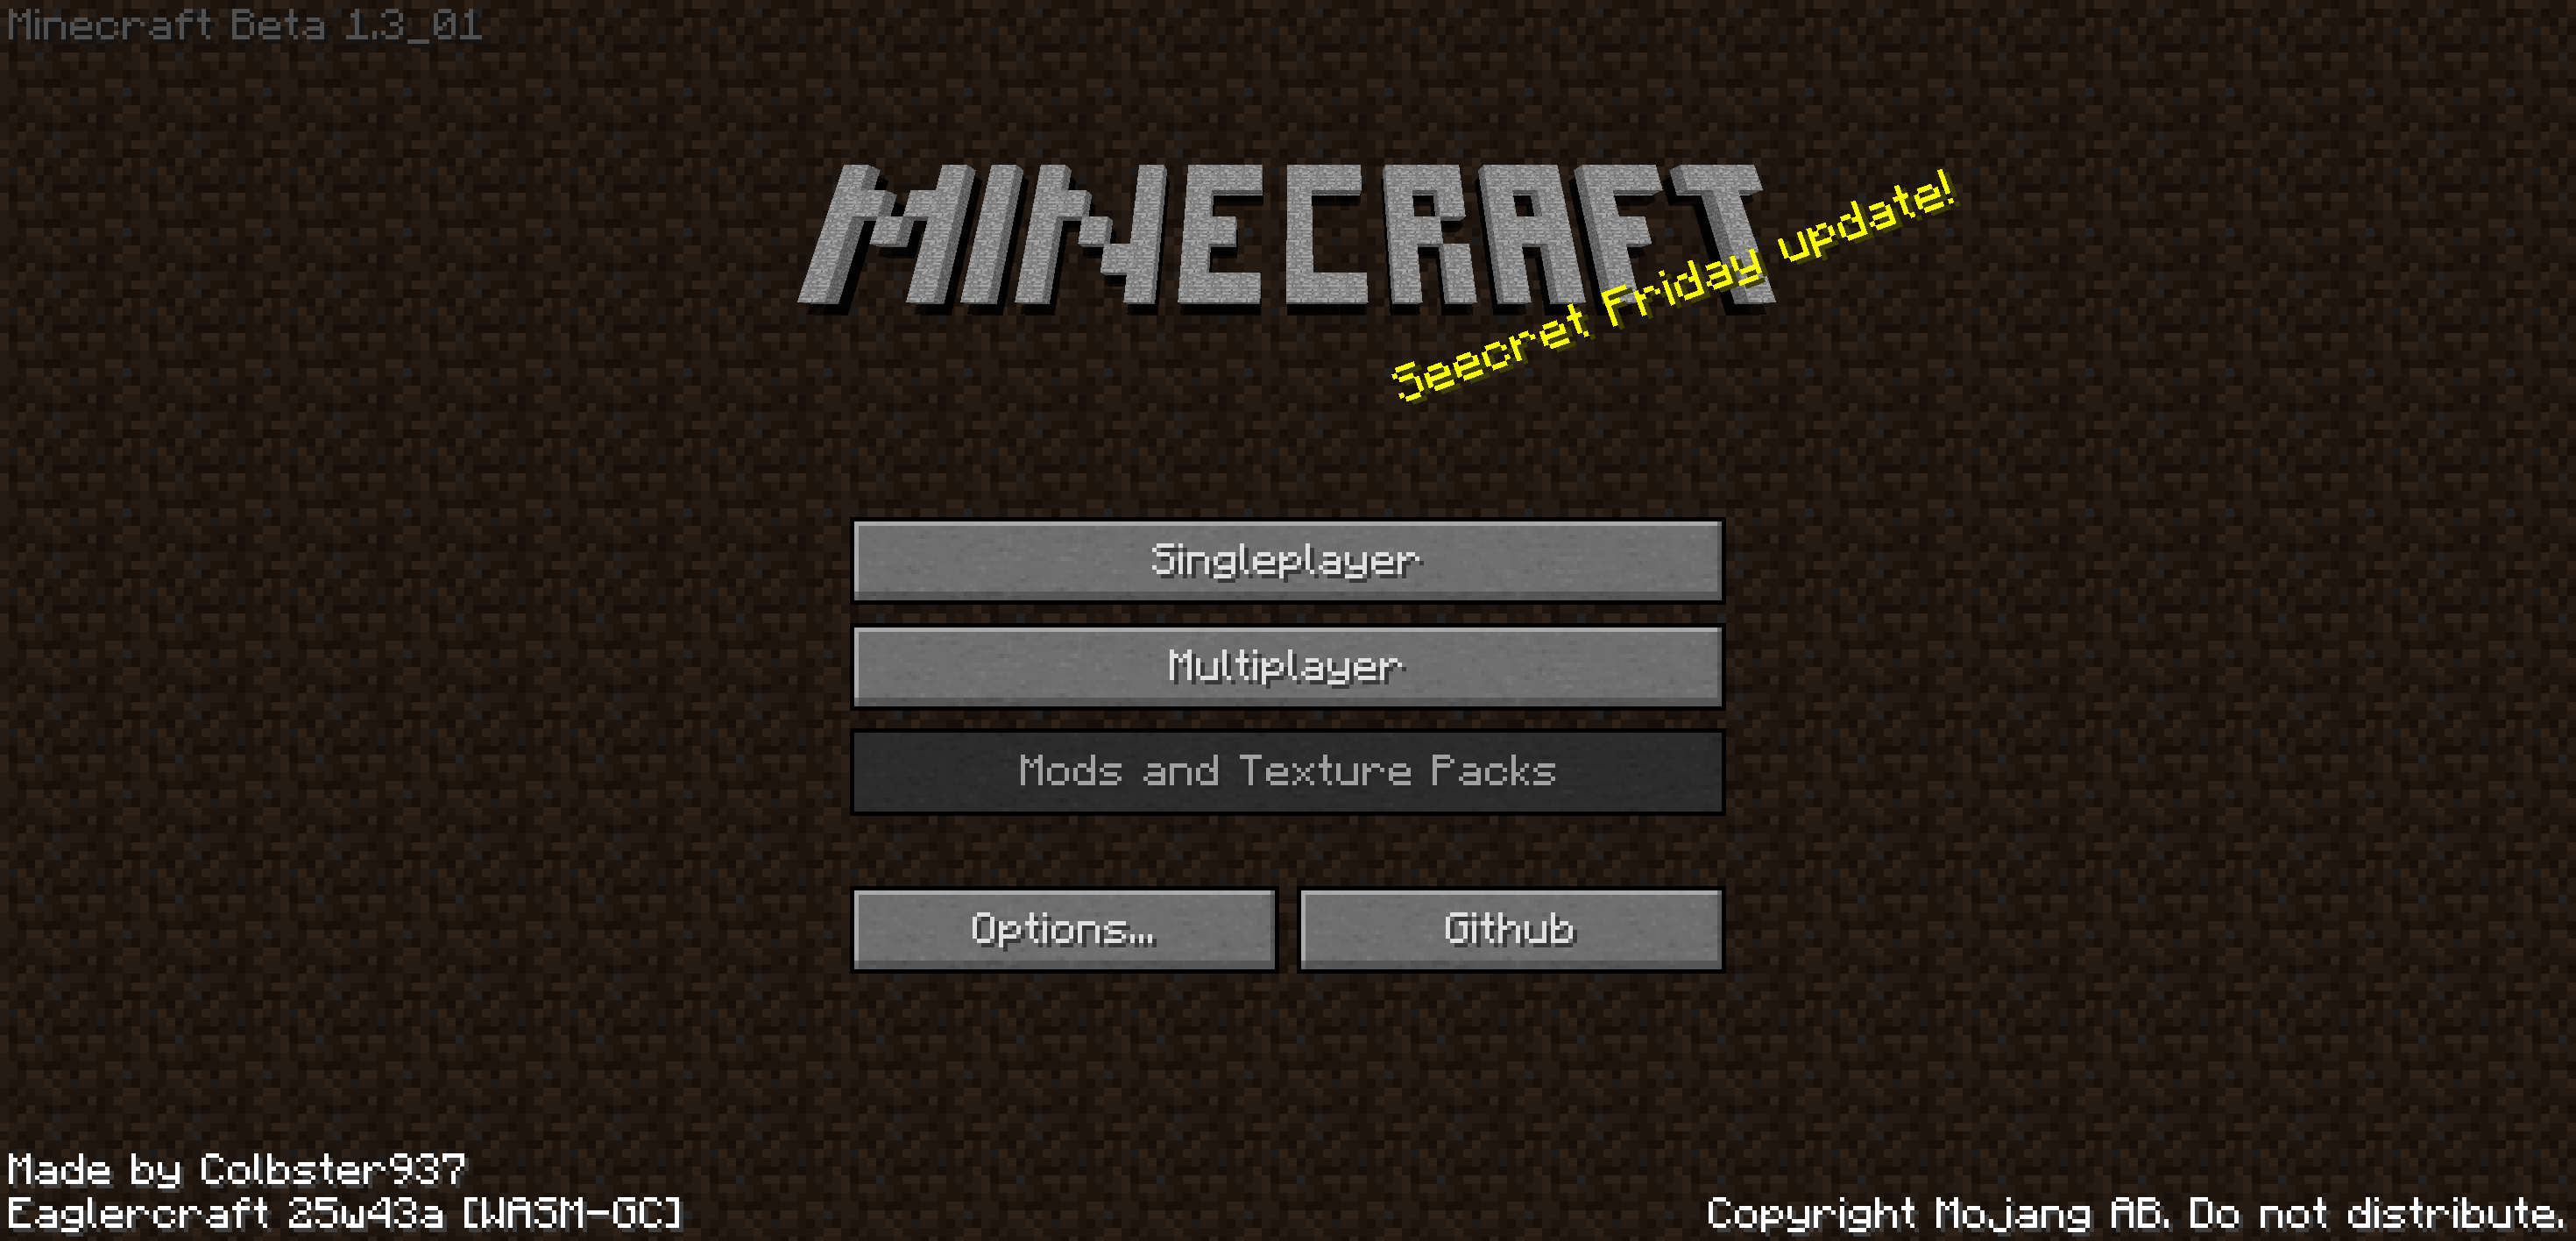 Minecraft Beta 1.3_01
MINECRAFT
Seecret Friday update!
Singleplayer
Multiplayer
Mods and Texture Packs
Options...
Github
Made by Colbster937
Eaglercraft 25w43a [WASM-GC]
Copyright Mojang AB. Do not distribute.